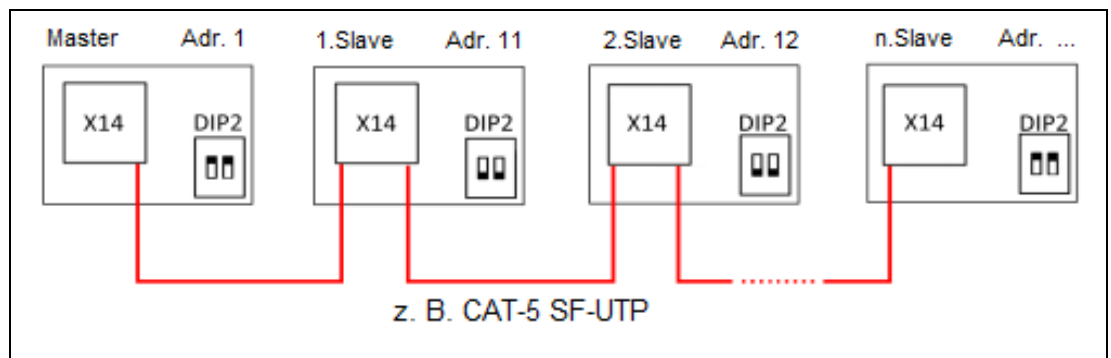 Master Adr. 1 1.Slave Adr. 11 2.Slave Adr. 12 n.Slave Adr. ...
X14 DIP2 X14 DIP2 X14 DIP2 X14 DIP2
z. B. CAT-5 SF-UTP